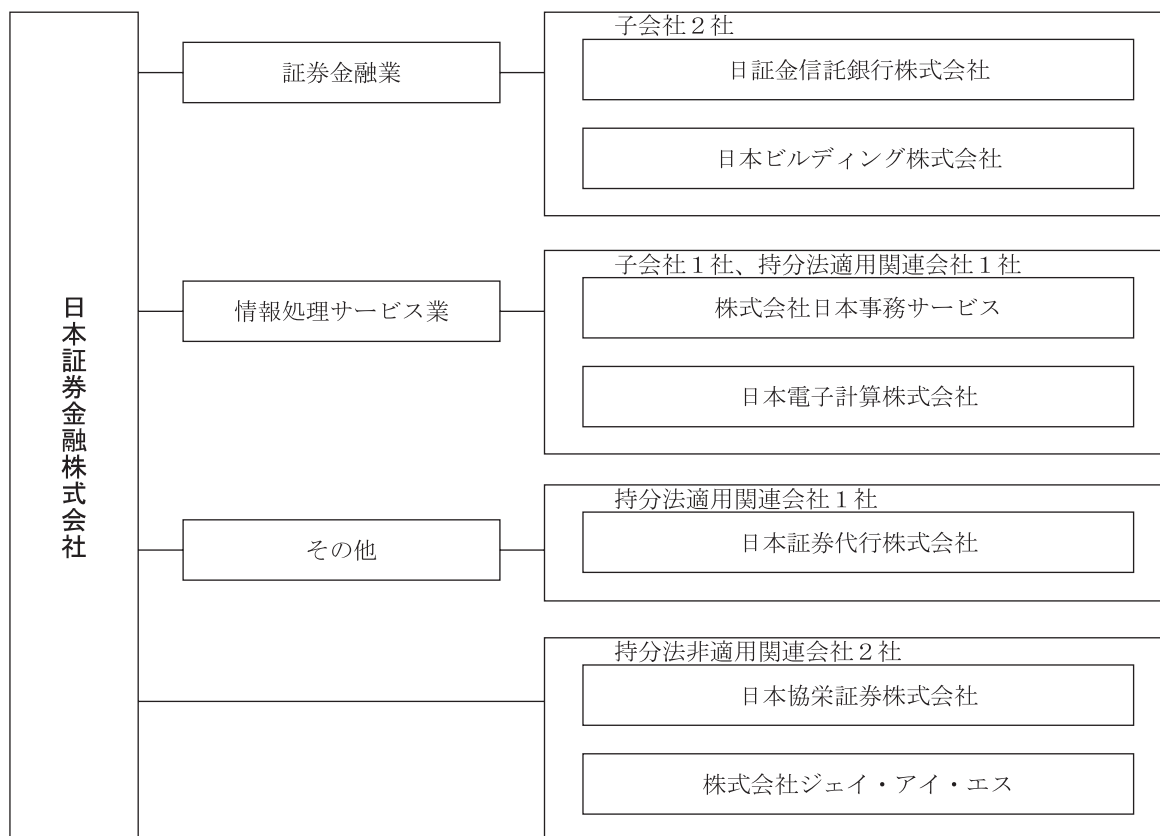 日本証券金融株式会社
証券金融業
子会社２社
日証金信託銀行株式会社
日本ビルディング株式会社
情報処理サービス業
子会社１社、持分法適用関連会社１社
株式会社日本事務サービス
日本電子計算株式会社
その他
持分法適用関連会社１社
日本証券代行株式会社
持分法非適用関連会社２社
日本協栄証券株式会社
株式会社ジェイ・アイ・エス